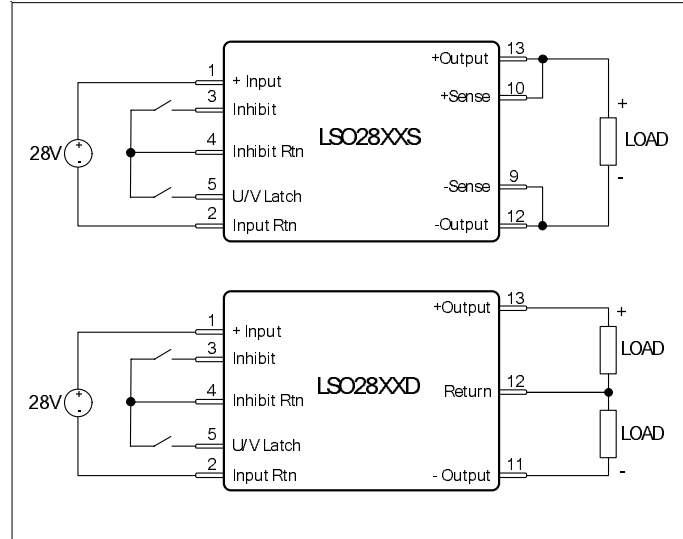 13
+Output
1
+ Input
3
10
Inhibit
+Sense
+
LSO28XXS
LOAD
4
Inhibit Rtn
28V
+
-
9
-Sense
-
5
U/V Latch
2
12
Input Rtn
-Output
13
+Output
1
+ Input
+
3
Inhibit
LOAD
LSO28XXD
4
Inhibit Rtn
12
Return
28V
+
-
LOAD
5
U/V Latch
2
11
Input Rtn
- Output
-